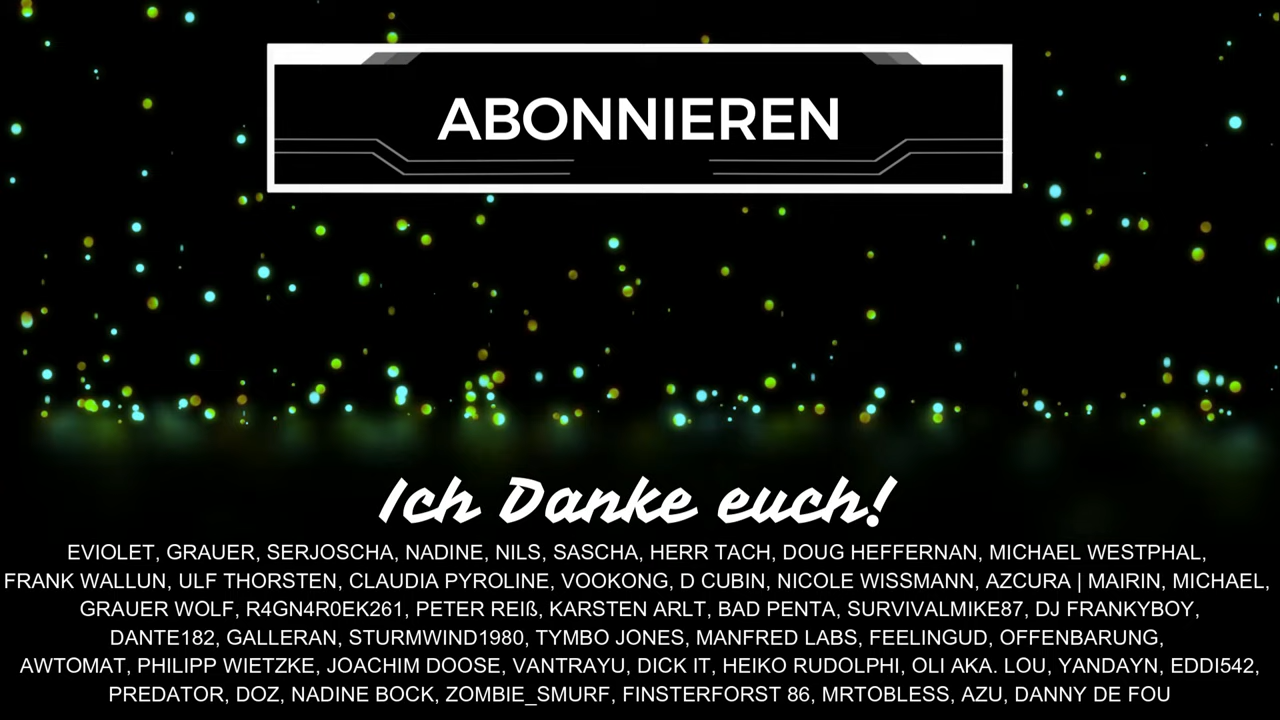 ABONNIEREN
Ich Danke euch!
EVIOLET, GRAUER, SERJOSCHA, NADINE, NILS, SASCHA, HERR TACH, DOUG HEFFERNAN, MICHAEL WESTPHAL,
FRANK WALLUN, ULF THORSTEN, CLAUDIA PYROLINE, VOOKONG, D CUBIN, NICOLE WISSMANN, AZCURA | MAIRIN, MICHAEL,
GRAUER WOLF, R4GN4R0EK261, PETER REIß, KARSTEN ARLT, BAD PENTA, SURVIVALMIKE87, DJ FRANKYBOY,
DANTE182, GALLERAN, STURMWIND1980, TYMBO JONES, MANFRED LABS, FEELINGUD, OFFENBARUNG,
AWTOMAT, PHILIPP WIETZKE, JOACHIM DOOSE, VANTRAYU, DICK IT, HEIKO RUDOLPHI, OLI AKA. LOU, YANDAYN, EDDI542,
PREDATOR, DOZ, NADINE BOCK, ZOMBIE_SMURF, FINSTERFORST 86, MRTOBLESS, AZU, DANNY DE FOU